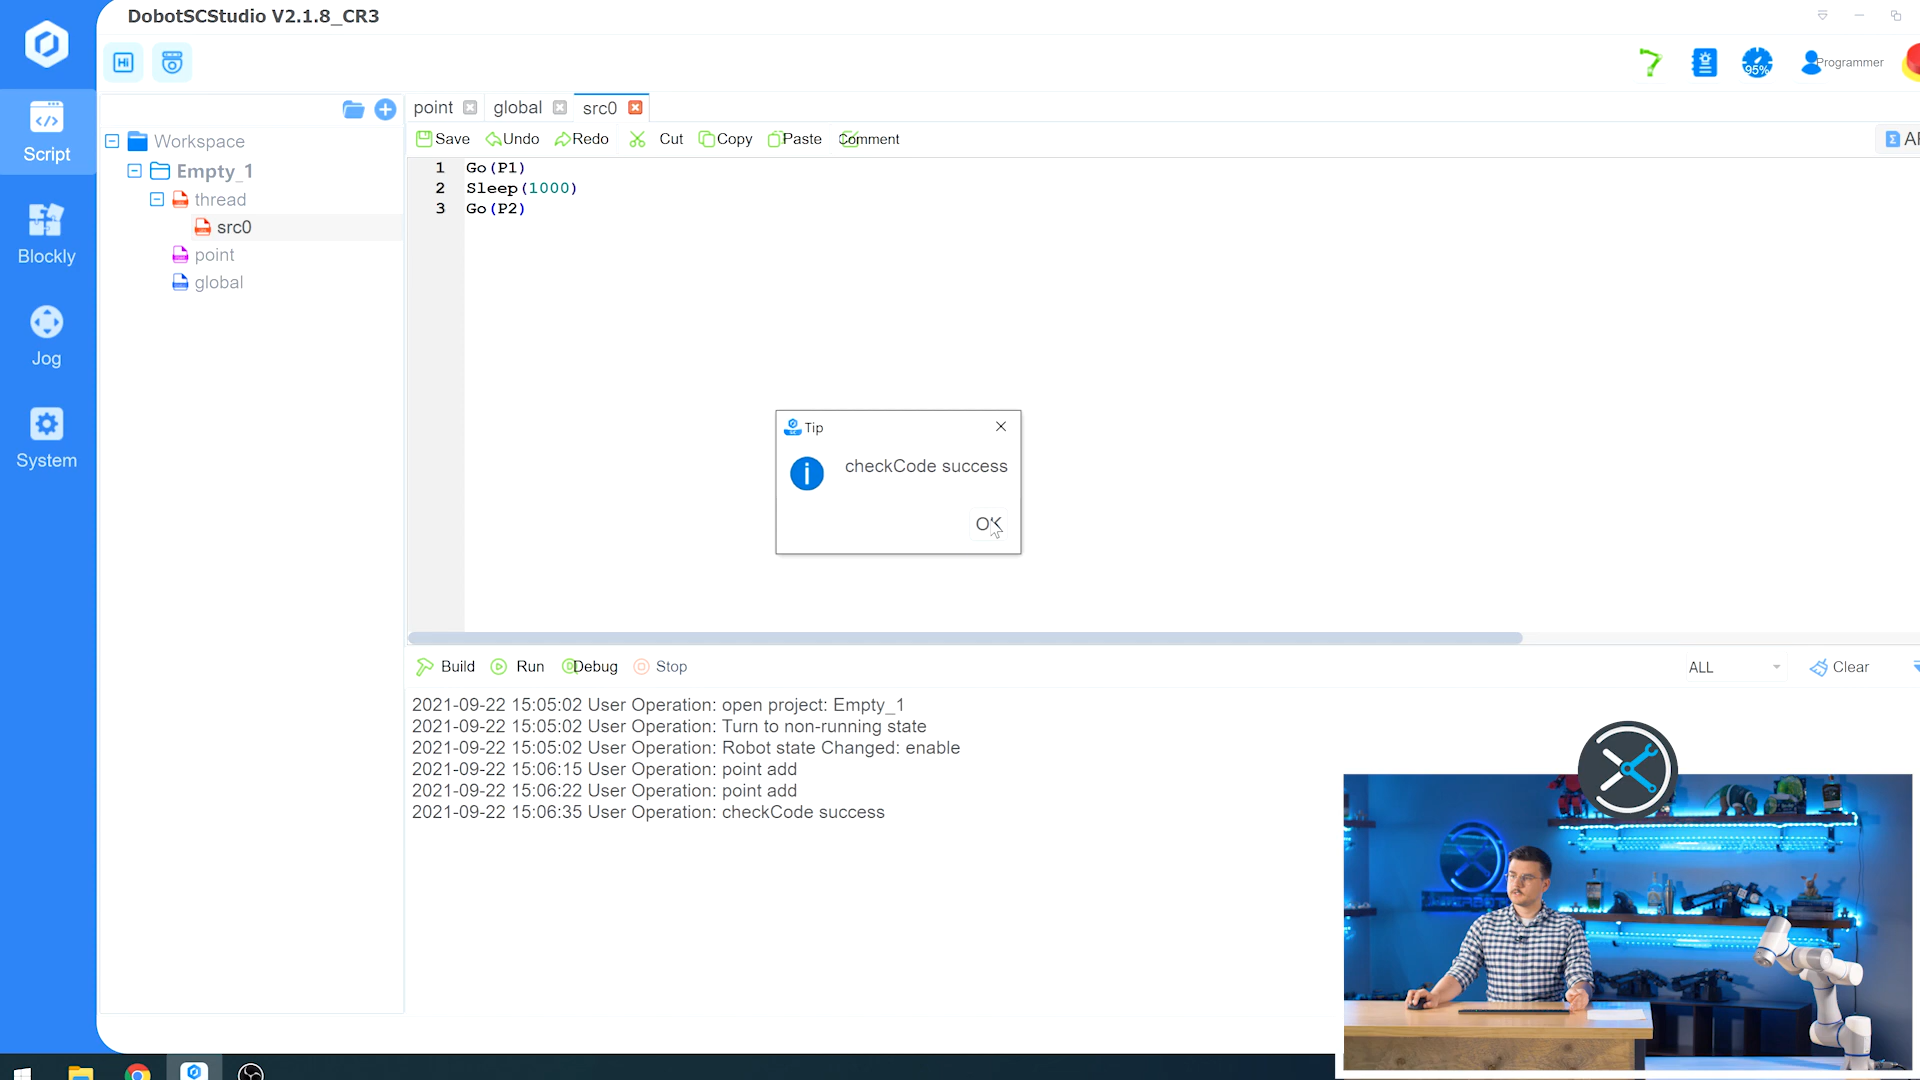 DobotSCStudio V2.1.8_CR3
Hi
95%
Programmer
Script
Blockly
Jog
System
Workspace
Empty_1
thread
src0
point
global
point
global
src0
Save
Undo
Redo
Cut
Copy
Paste
Comment
1 Go(P1)
2 Sleep(1000)
3 Go(P2)
Tip
checkCode success
OK
Build
Run
Debug
Stop
ALL
Clear
2021-09-22 15:05:02 User Operation: open project: Empty_1
2021-09-22 15:05:02 User Operation: Turn to non-running state
2021-09-22 15:05:02 User Operation: Robot state Changed: enable
2021-09-22 15:06:15 User Operation: point add
2021-09-22 15:06:22 User Operation: point add
2021-09-22 15:06:35 User Operation: checkCode success